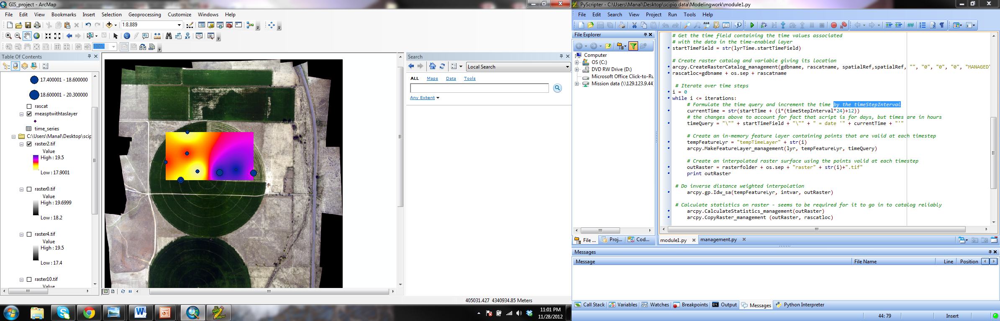 GIS_project - ArcMap
File Edit View Bookmarks Insert Selection Geoprocessing Customize Windows Help
1:8,889
100%
Table Of Contents
17.400001 - 18.600000
18.600001 - 20.300000
rascat
measptwithtaslayer
time_series
C:\Users\Manal\Desktop\scip
raster2.tif
Value
High : 19.5
Low : 17.9001
raster0.tif
Value
High : 19.6999
Low : 18.2
raster4.tif
Value
High : 19.5
Low : 17.4
raster10.tif
Value
Search
Local Search
ALL Maps Data Tools
Any Extent
405031.427 4340934.85 Meters
11:01 PM
11/28/2012
PyScripter - C:\Users\Manal\Desktop\scipio data\Modelingwork\module1.py
File Edit Search View Project Run Tools Help
File Explorer
Computer
OS (C:)
DVD RW Drive (D:)
Microsoft Office Click-to-Ru
Mission data (\\129.123.9.44
File ... Proj... Cod...
# Get the time field containing the time values associated
# with the data in the time-enabled layer
startTimeField = str(lyrTime.startTimeField)
# Create raster catalog and variable giving its location
arcpy.CreateRasterCatalog_management(gdbname, rascatname, spatialRef,spatialRef, "", "0", "0", "0", "MANAGED"
rascatloc=gdbname + os.sep + rascatname
# Iterate over time steps
i = 0
while i <= iterations:
# Formulate the time query and increment the time by the timeStepInterval
currentTime = str(startTime + (i*(timeStepInterval*24)+12))
# the changes above to account for fact that script is for days, but times are in hours
timeQuery = "\"" + startTimeField + "\"" + " = date '" + currentTime + "'"
# Create an in-memory feature layer containing points that are valid at each timestep
tempFeatureLyr = "tempTimeLayer" + str(i)
arcpy.MakeFeatureLayer_management(lyr, tempFeatureLyr, timeQuery)
# Create an interpolated raster surface using the points valid at each timestep
outRaster = rasterfolder + os.sep + "raster" + str(i)+".tif"
print outRaster
# Do inverse distance weighted interpolation
arcpy.gp.Idw_sa(tempFeatureLyr, intvar, outRaster)
# Calculate statistics on raster - seems to be required for it to go in to catalog reliably
arcpy.CalculateStatistics_management(outRaster)
arcpy.CopyRaster_management (outRaster, rascatloc)
module1.py management.py
Messages
Message File Name Line Position
Call Stack Variables Watches Breakpoints Output Messages Python Interpreter
44: 79 Insert